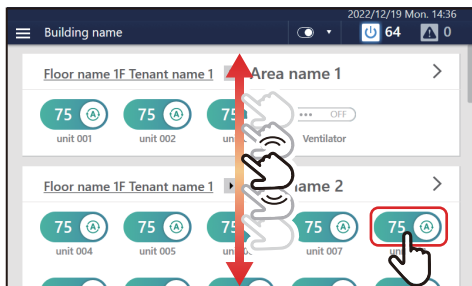 2022/12/19 Mon. 14:36
Building name 64 0
Floor name 1F Tenant name 1 Area name 1
75 A 75 A 75 OFF
unit 001 unit 002 Ventilator
Floor name 1F Tenant name 1 name 2
75 A 75 A 75 75 A 75 A
unit 004 unit 005 unit 007